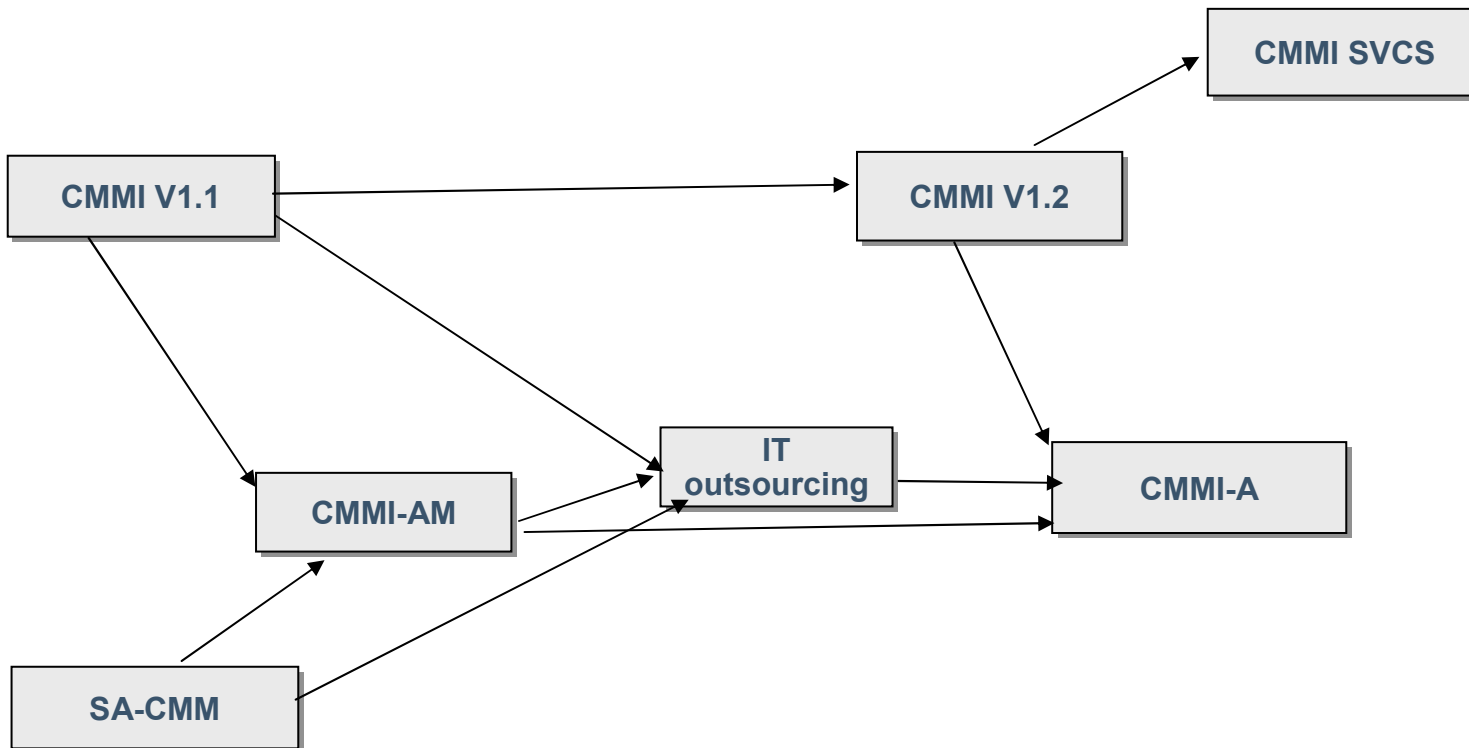 CMMI SVCS
CMMI V1.1
CMMI V1.2
IT
outsourcing
CMMI-AM
CMMI-A
SA-CMM